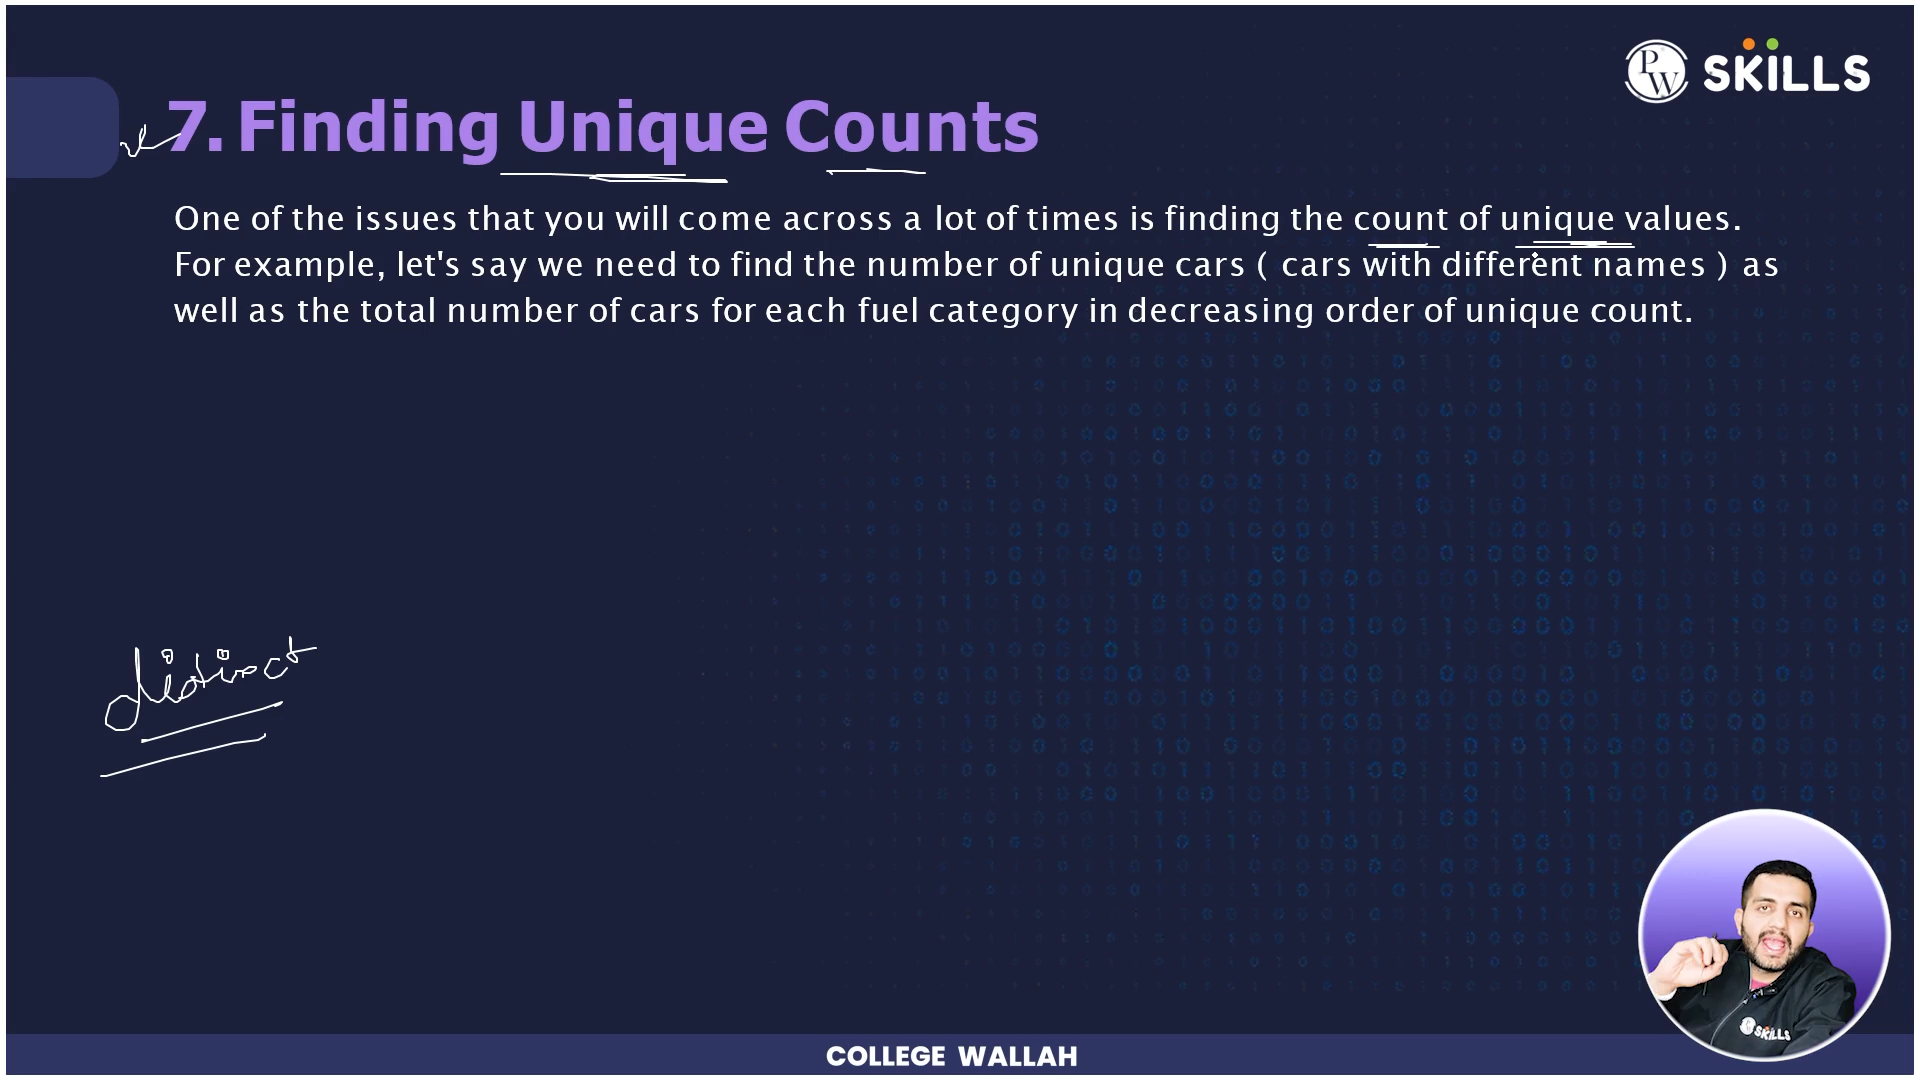 PW SKILLS
7. Finding Unique Counts
One of the issues that you will come across a lot of times is finding the count of unique values.
For example, let's say we need to find the number of unique cars ( cars with different names ) as
well as the total number of cars for each fuel category in decreasing order of unique count.
distinct
SKILLS
COLLEGE WALLAH